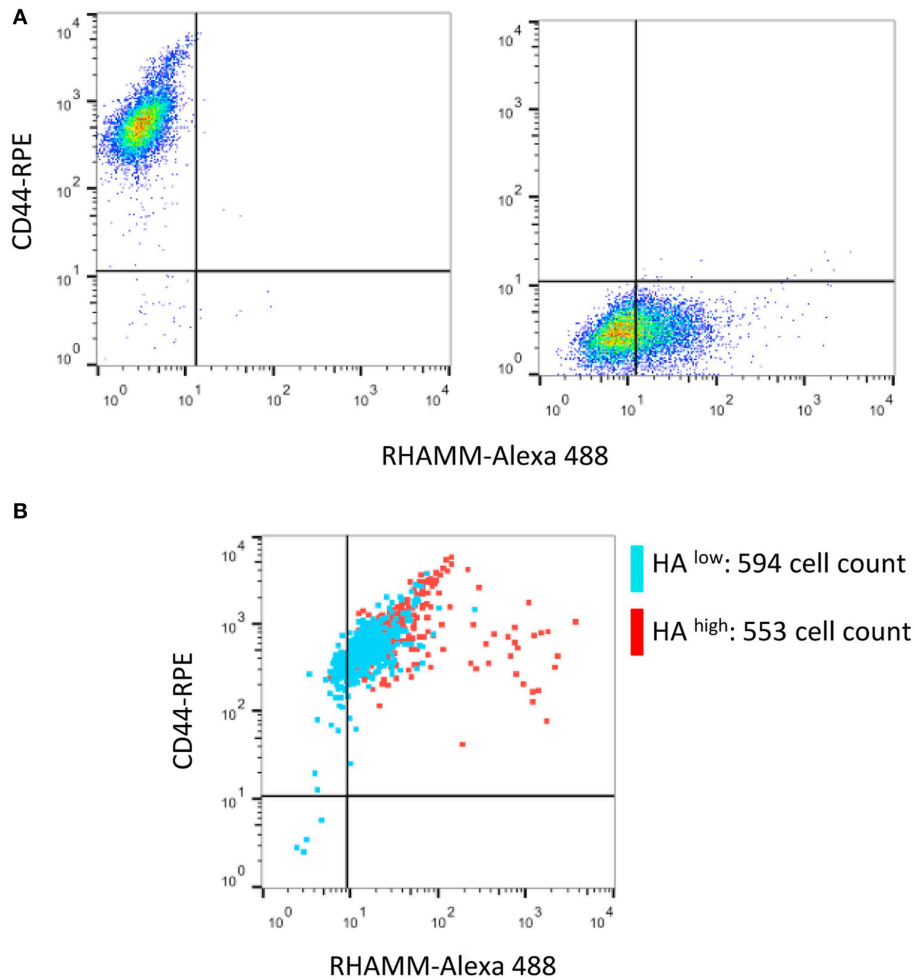 A
CD44-RPE
10⁴
10³
10²
10¹
10⁰
10⁰ 10¹ 10² 10³ 10⁴
10⁴
10³
10²
10¹
10⁰
10⁰ 10¹ 10² 10³ 10⁴
RHAMM-Alexa 488
B
CD44-RPE
10⁴
10³
10²
10¹
10⁰
10⁰ 10¹ 10² 10³ 10⁴
RHAMM-Alexa 488
HA ˡᵒʷ: 594 cell count
HA ʰⁱᵍʰ: 553 cell count